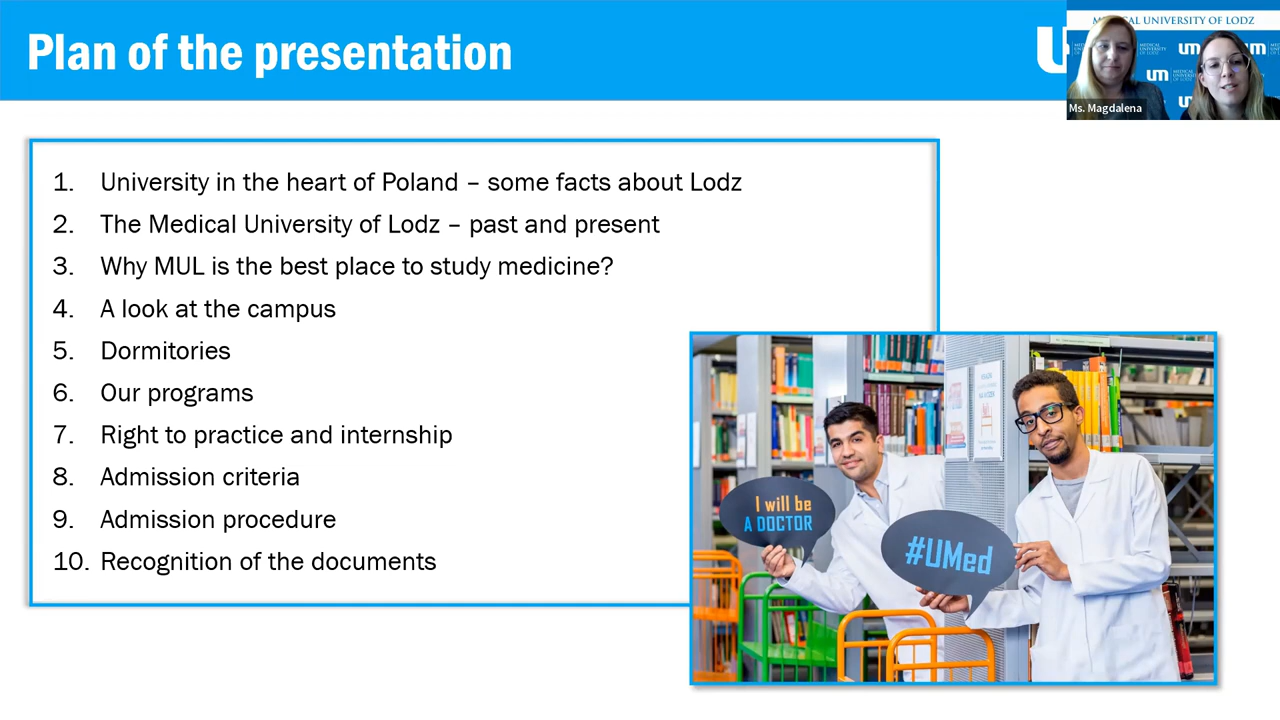 Plan of the presentation
MEDICAL UNIVERSITY OF LODZ
Ms. Magdalena
1. University in the heart of Poland – some facts about Lodz
2. The Medical University of Lodz – past and present
3. Why MUL is the best place to study medicine?
4. A look at the campus
5. Dormitories
6. Our programs
7. Right to practice and internship
8. Admission criteria
9. Admission procedure
10. Recognition of the documents
I will be
A DOCTOR
#UMed